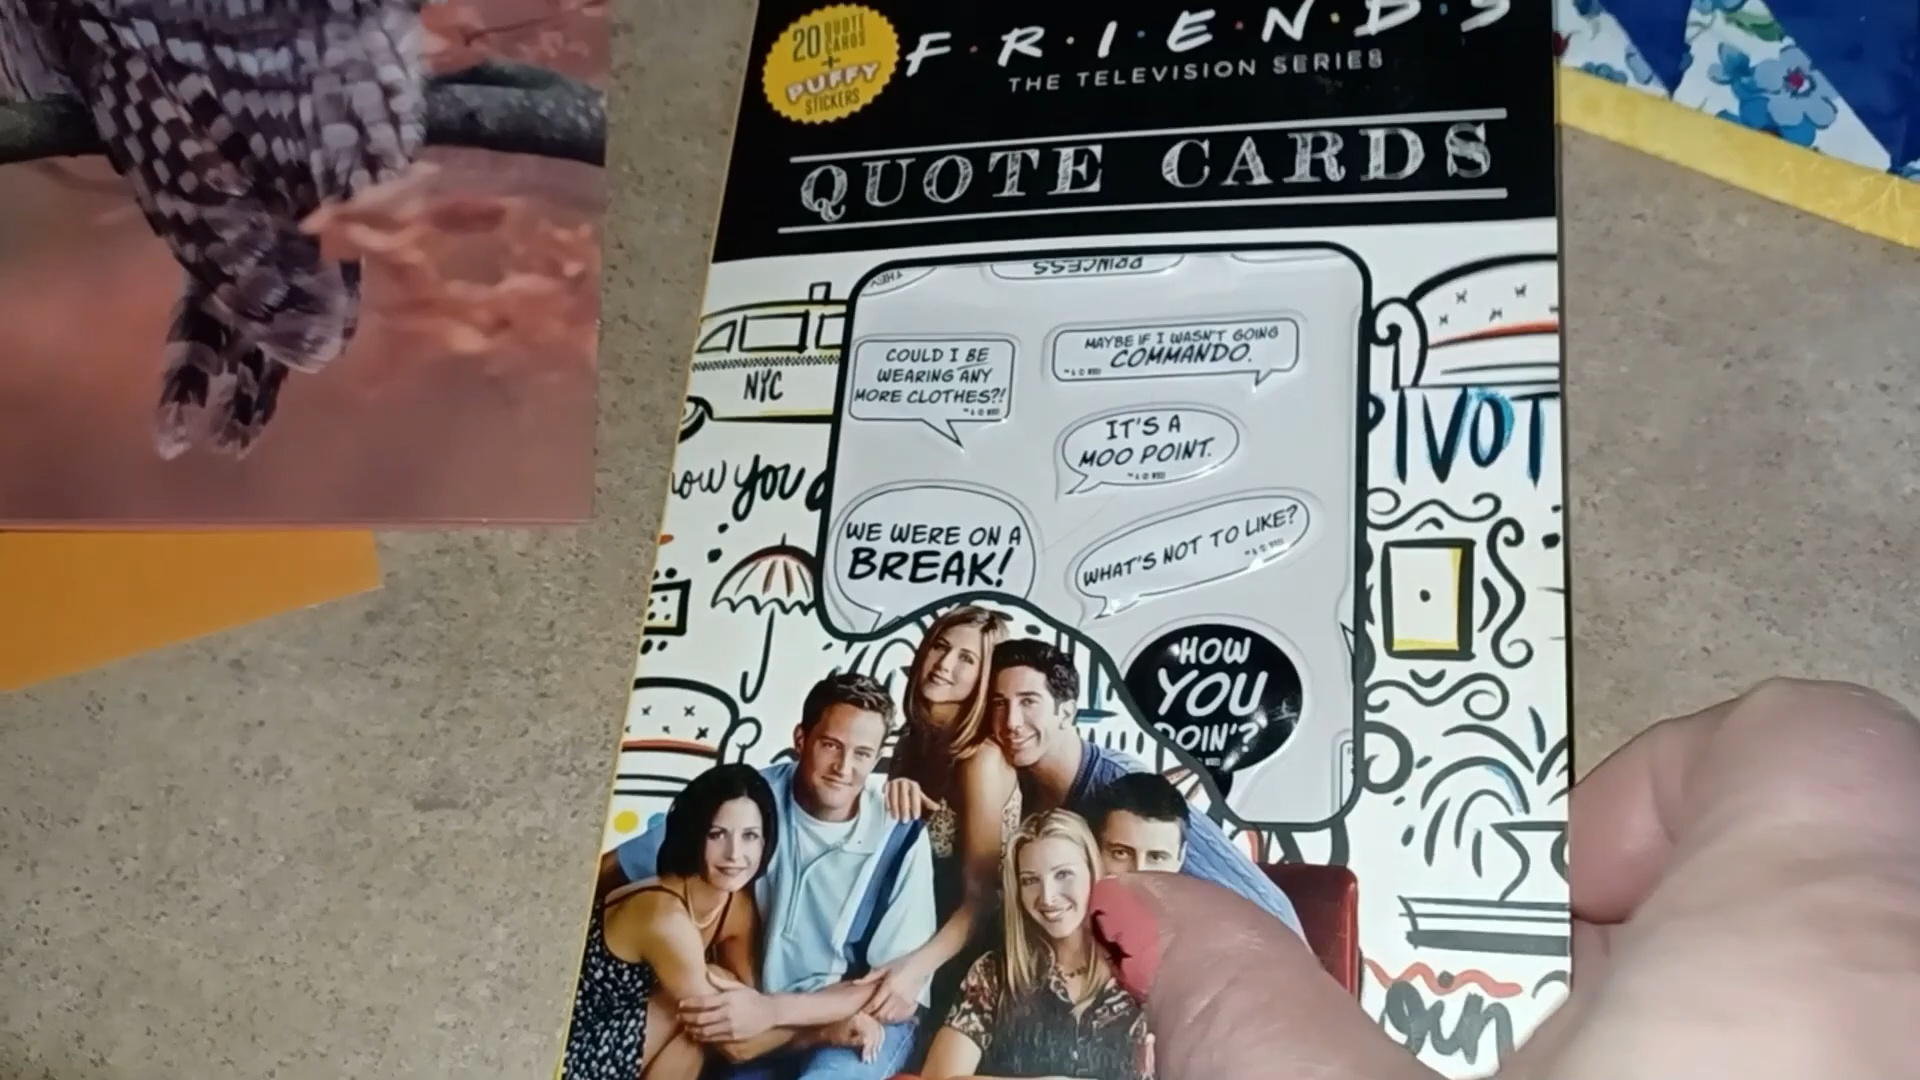 20 QUOTE
CARDS
+
PUFFY
STICKERS
F·R·I·E·N·D·S
THE TELEVISION SERIES
QUOTE CARDS
PRINCESS
COULD I BE
WEARING ANY
MORE CLOTHES?!
MAYBE IF I WASN'T GOING
COMMANDO.
IT'S A
MOO POINT.
WE WERE ON A
BREAK!
WHAT'S NOT TO LIKE?
HOW
YOU
DOIN'?
NYC
YOU
PIVOT